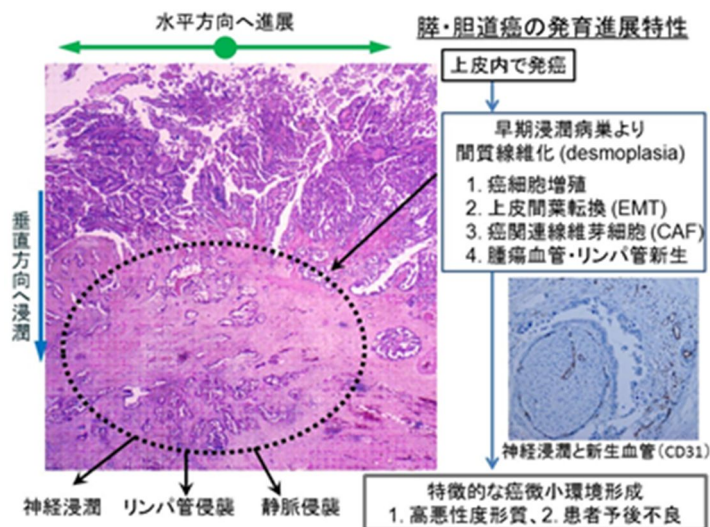 水平方向へ進展
膵・胆道癌の発育進展特性
上皮内で発癌
早期浸潤病巣より
間質線維化 (desmoplasia)
1. 癌細胞増殖
2. 上皮間葉転換 (EMT)
3. 癌関連線維芽細胞 (CAF)
4. 腫瘍血管・リンパ管新生
垂直方向へ浸潤
神経浸潤と新生血管(CD31)
神経浸潤
リンパ管侵襲
静脈侵襲
特徴的な癌微小環境形成
1. 高悪性度形質、2. 患者予後不良